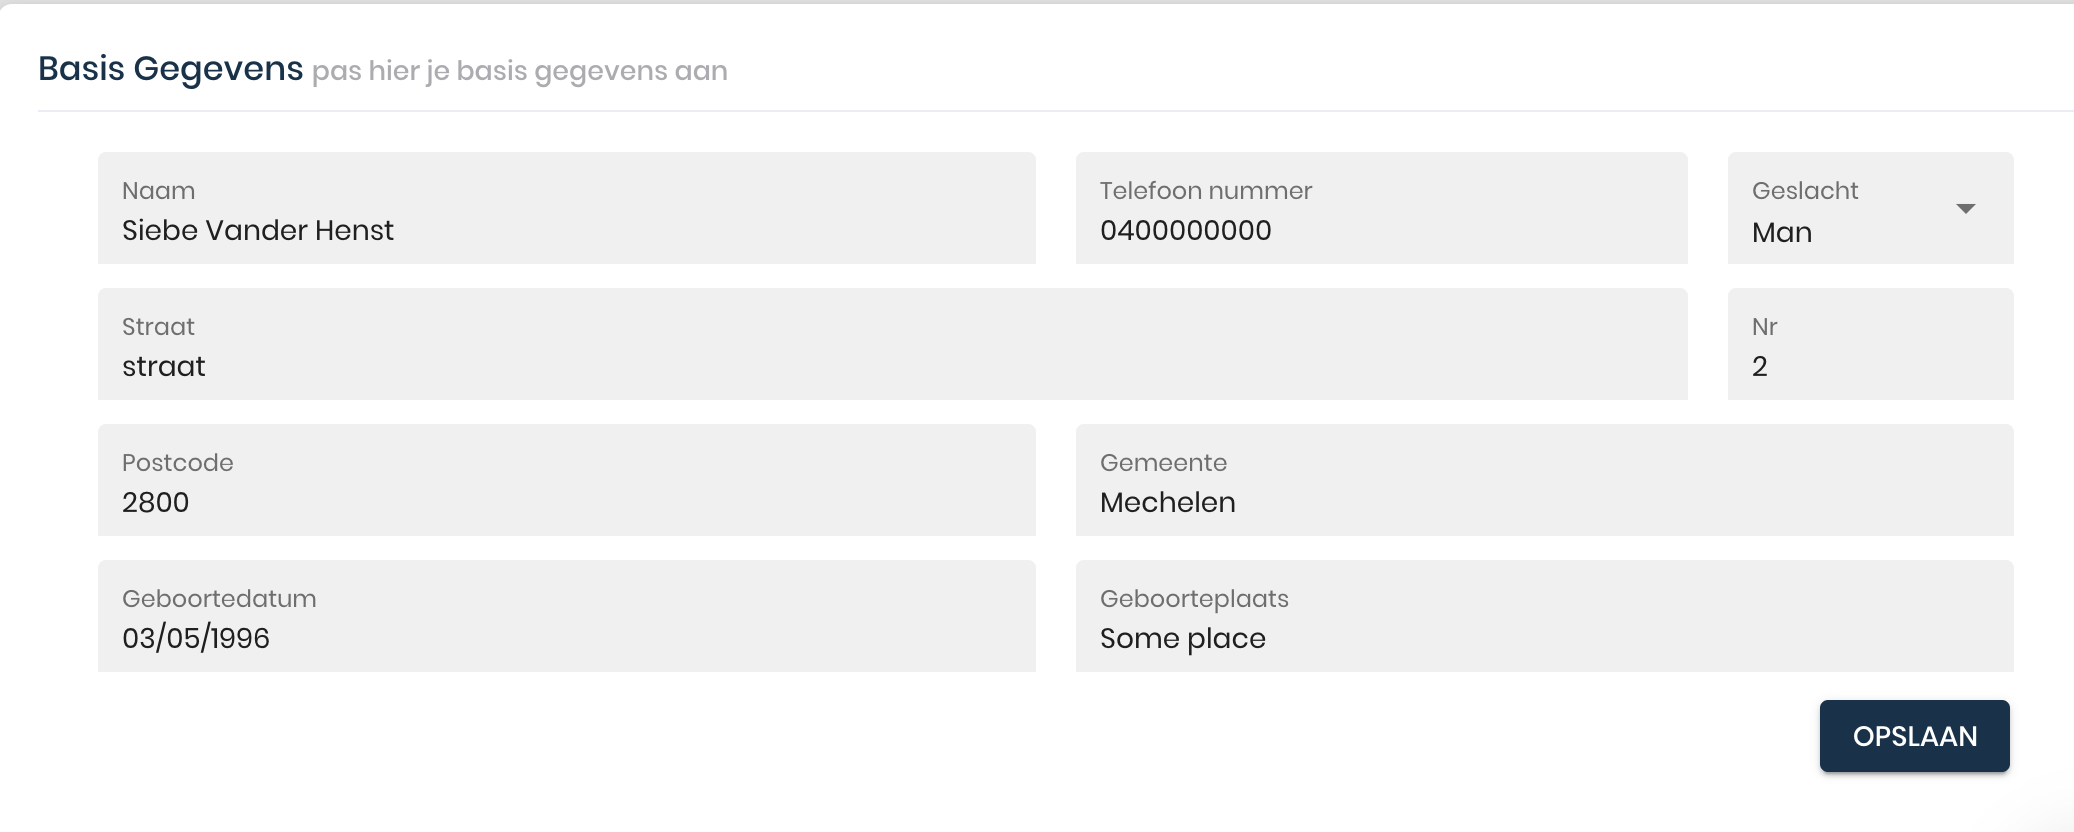 Basis Gegevens pas hier je basis gegevens aan
Naam
Siebe Vander Henst
Telefoon nummer
0400000000
Geslacht
Man
Straat
straat
Nr
2
Postcode
2800
Gemeente
Mechelen
Geboortedatum
03/05/1996
Geboorteplaats
Some place
OPSLAAN